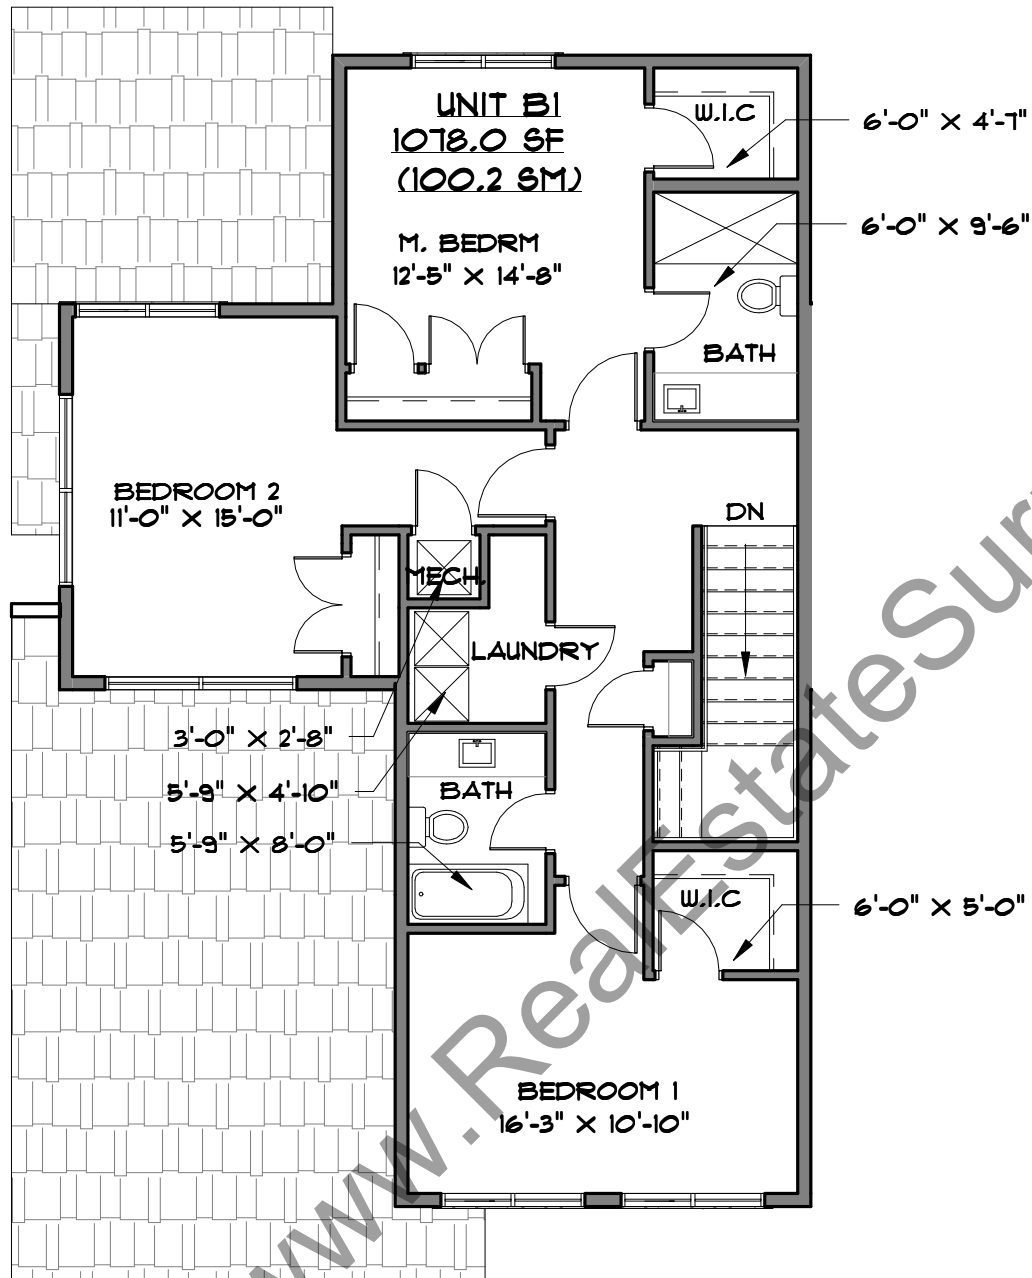 UNIT B1
1078.0 SF
(100.2 SM)
W.I.C
6'-0" X 4'-7"
6'-0" X 9'-6"
M. BEDRM
12'-5" X 14'-8"
BATH
BEDROOM 2
11'-0" X 15'-0"
DN
MECH.
LAUNDRY
3'-0" X 2'-8"
5'-9" X 4'-10"
BATH
5'-9" X 8'-0"
W.I.C
6'-0" X 5'-0"
BEDROOM 1
16'-3" X 10'-10"
www.RealEstateSur